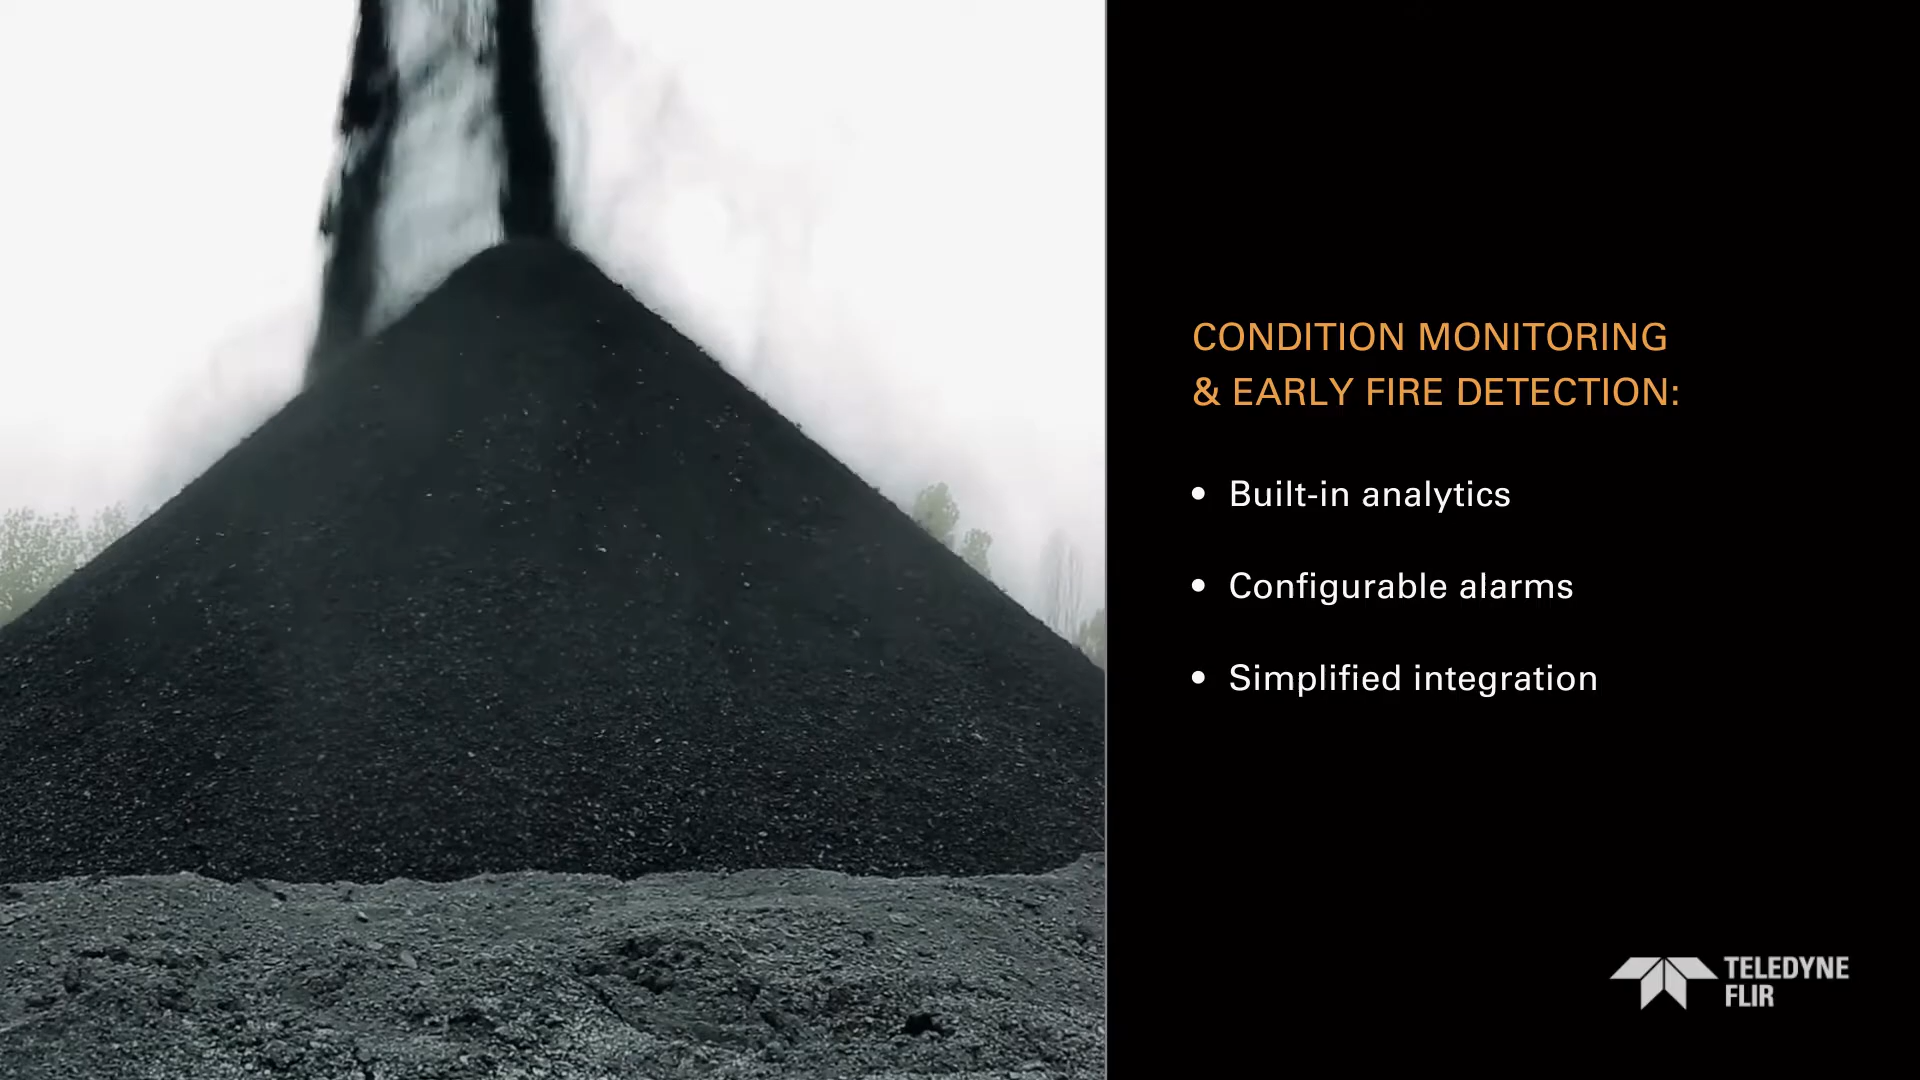 CONDITION MONITORING
& EARLY FIRE DETECTION:
• Built-in analytics
• Configurable alarms
• Simplified integration
TELEDYNE
FLIR